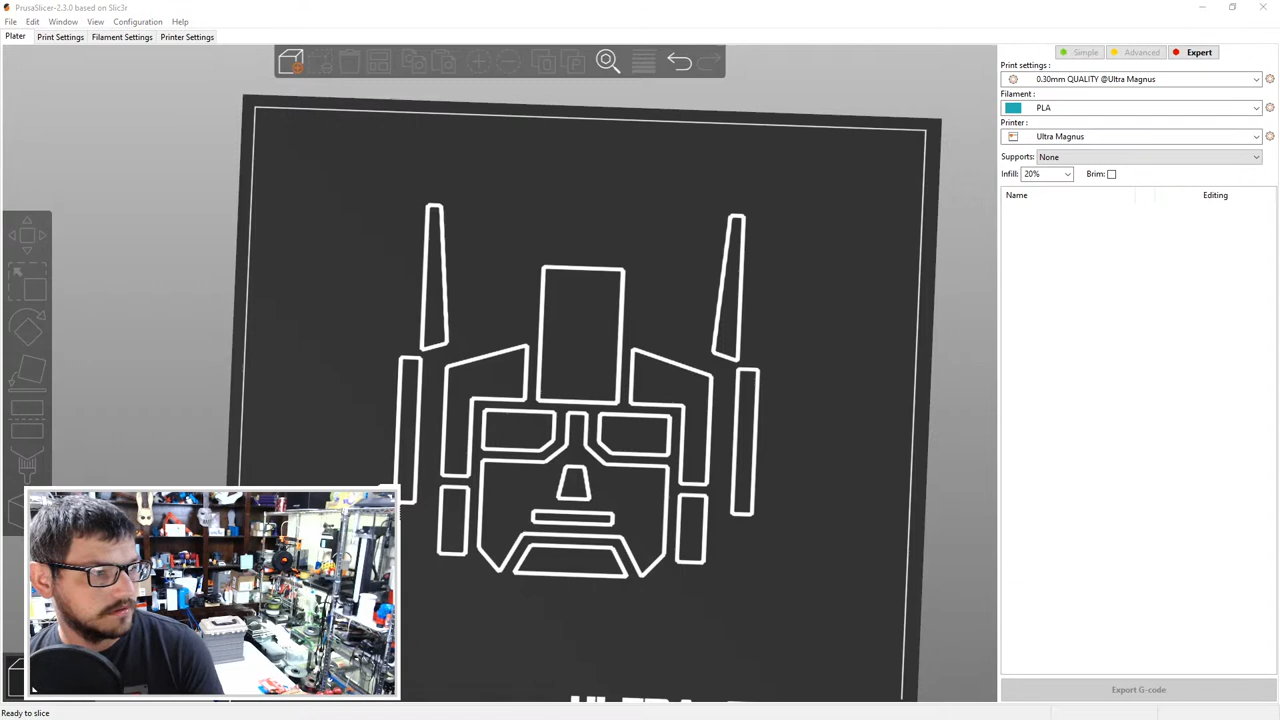 PrusaSlicer-2.3.0 based on Slic3r
File Edit Window View Configuration Help
Plater Print Settings Filament Settings Printer Settings
Simple Advanced Expert
Print settings :
0.30mm QUALITY @Ultra Magnus
Filament :
PLA
Printer :
Ultra Magnus
Supports: None
Infill: 20% Brim:
Name Editing
ULTRA
Export G-code
Ready to slice